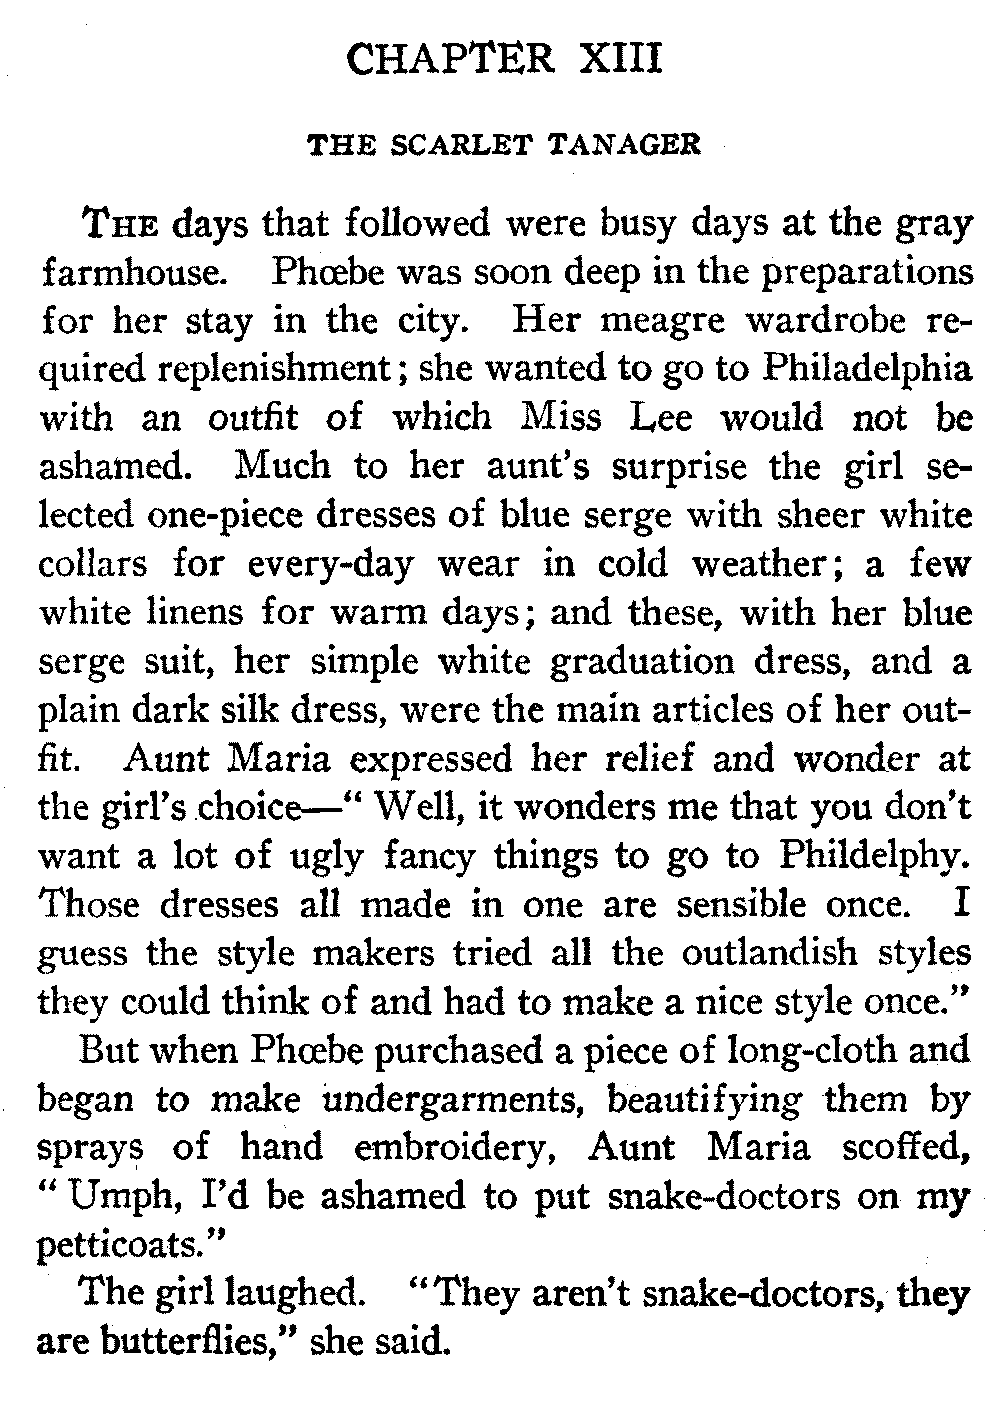 CHAPTER XIII
THE SCARLET TANAGER
THE days that followed were busy days at the gray
farmhouse. Phœbe was soon deep in the preparations
for her stay in the city. Her meagre wardrobe re-
quired replenishment; she wanted to go to Philadelphia
with an outfit of which Miss Lee would not be
ashamed. Much to her aunt's surprise the girl se-
lected one-piece dresses of blue serge with sheer white
collars for every-day wear in cold weather; a few
white linens for warm days; and these, with her blue
serge suit, her simple white graduation dress, and a
plain dark silk dress, were the main articles of her out-
fit. Aunt Maria expressed her relief and wonder at
the girl's choice—“ Well, it wonders me that you don't
want a lot of ugly fancy things to go to Phildelphy.
Those dresses all made in one are sensible once. I
guess the style makers tried all the outlandish styles
they could think of and had to make a nice style once.”
But when Phœbe purchased a piece of long-cloth and
began to make undergarments, beautifying them by
sprays of hand embroidery, Aunt Maria scoffed,
“ Umph, I'd be ashamed to put snake-doctors on my
petticoats.”
The girl laughed. “They aren't snake-doctors, they
are butterflies,” she said.